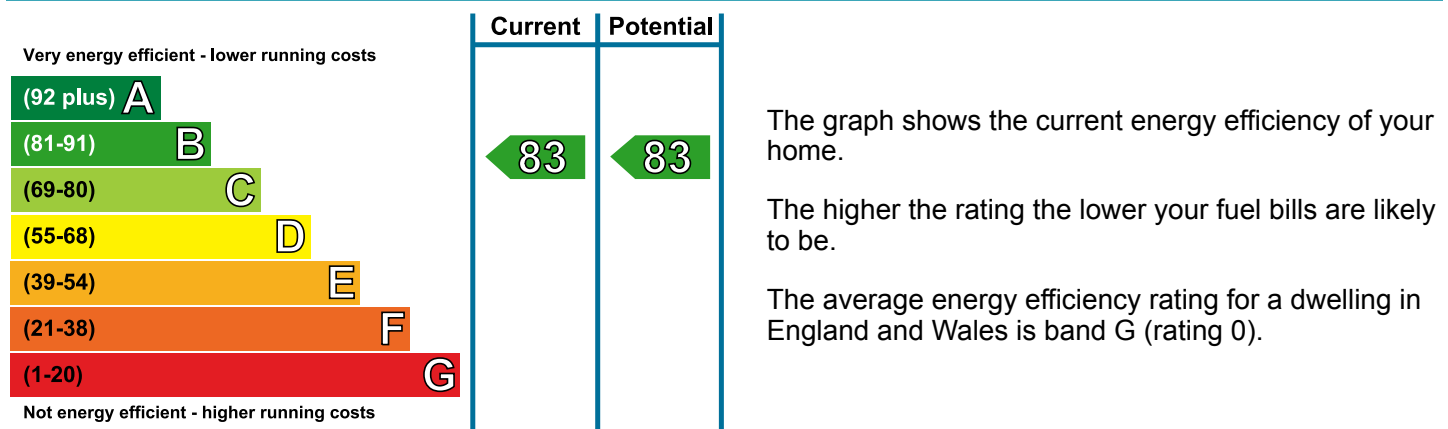 Current Potential
Very energy efficient - lower running costs
(92 plus) A
(81-91) B
83 83
(69-80) C
(55-68) D
(39-54) E
(21-38) F
(1-20) G
Not energy efficient - higher running costs
The graph shows the current energy efficiency of your
home.
The higher the rating the lower your fuel bills are likely
to be.
The average energy efficiency rating for a dwelling in
England and Wales is band G (rating 0).